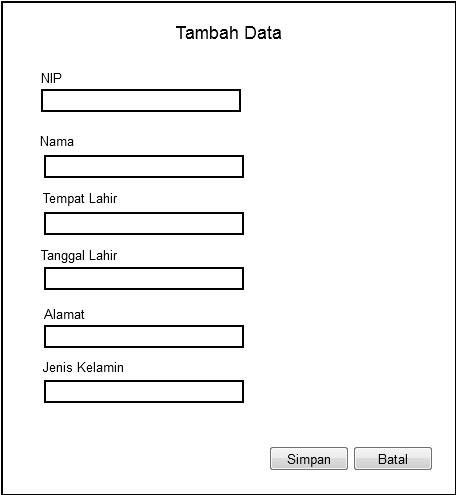 Tambah Data
NIP
Nama
Tempat Lahir
Tanggal Lahir
Alamat
Jenis Kelamin
Simpan Batal